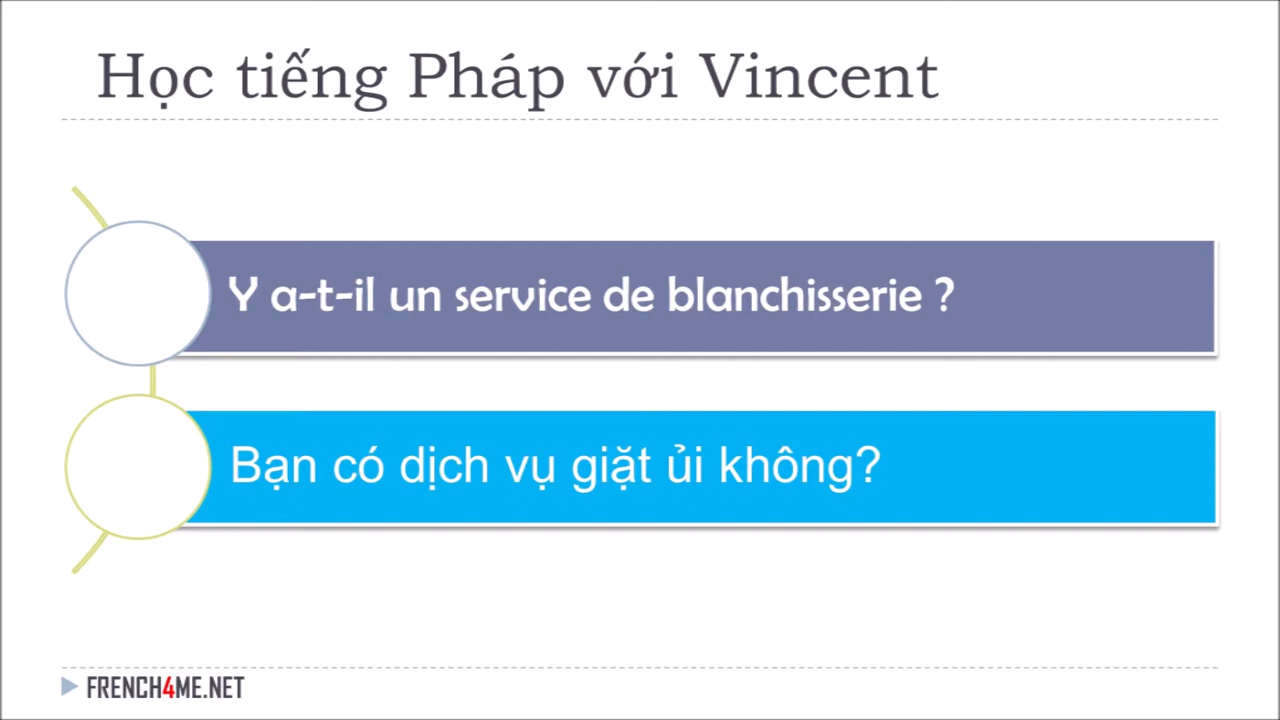 Học tiếng Pháp với Vincent
Y a-t-il un service de blanchisserie ?
Bạn có dịch vụ giặt ủi không?
FRENCH4ME.NET